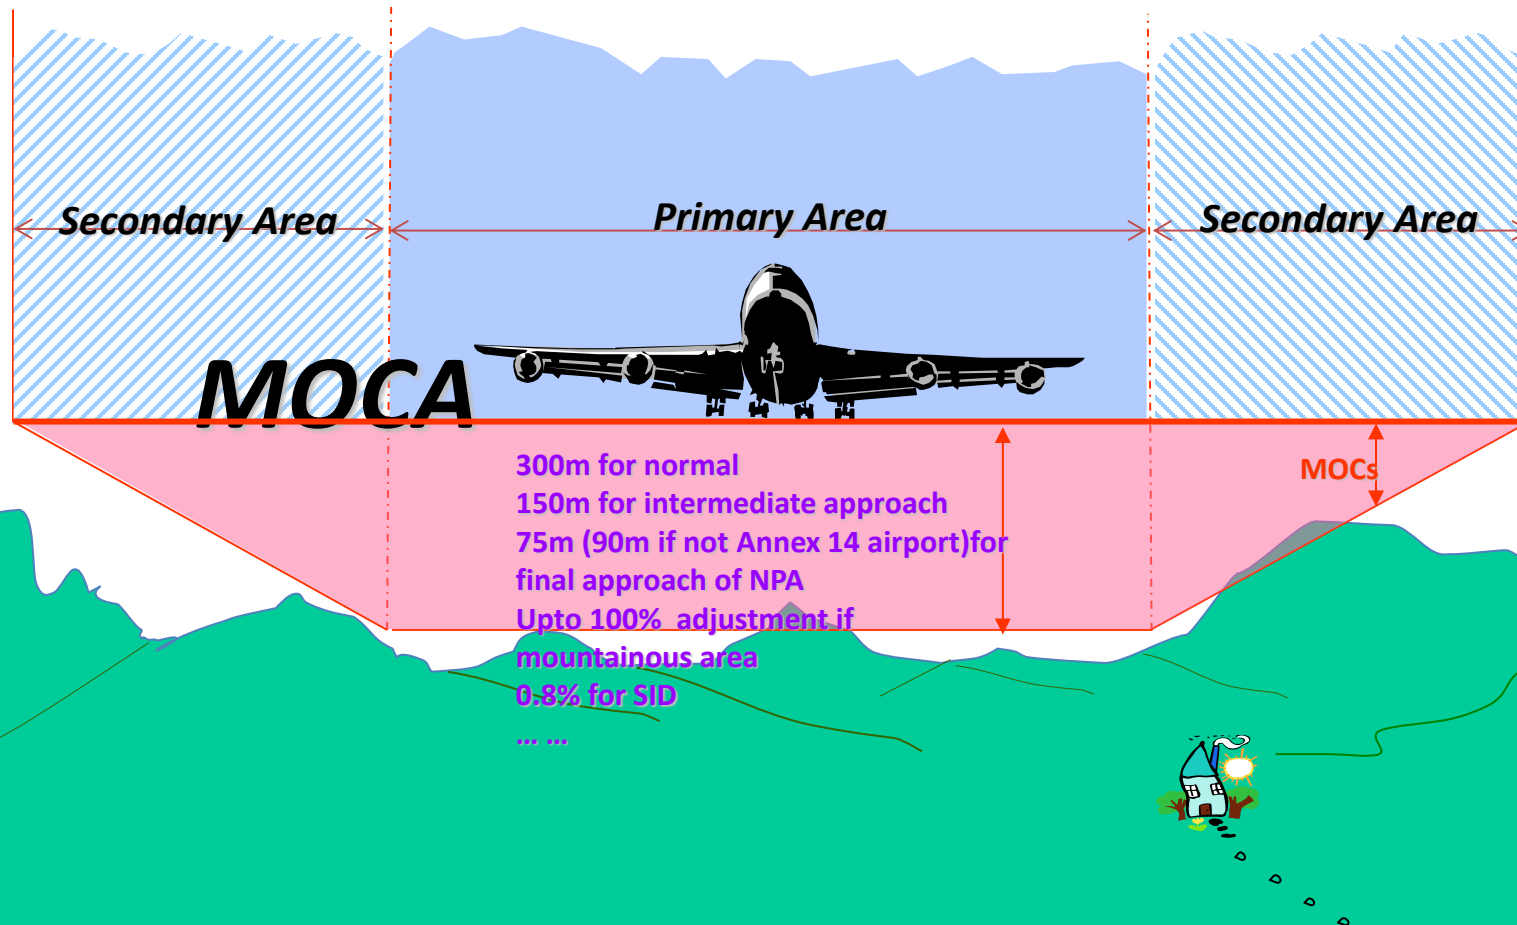 Secondary Area
Primary Area
Secondary Area
MOCA
300m for normal
150m for intermediate approach
75m (90m if not Annex 14 airport)for
final approach of NPA
Upto 100%  adjustment if
mountainous area
0.8% for SID
... ...
MOCs